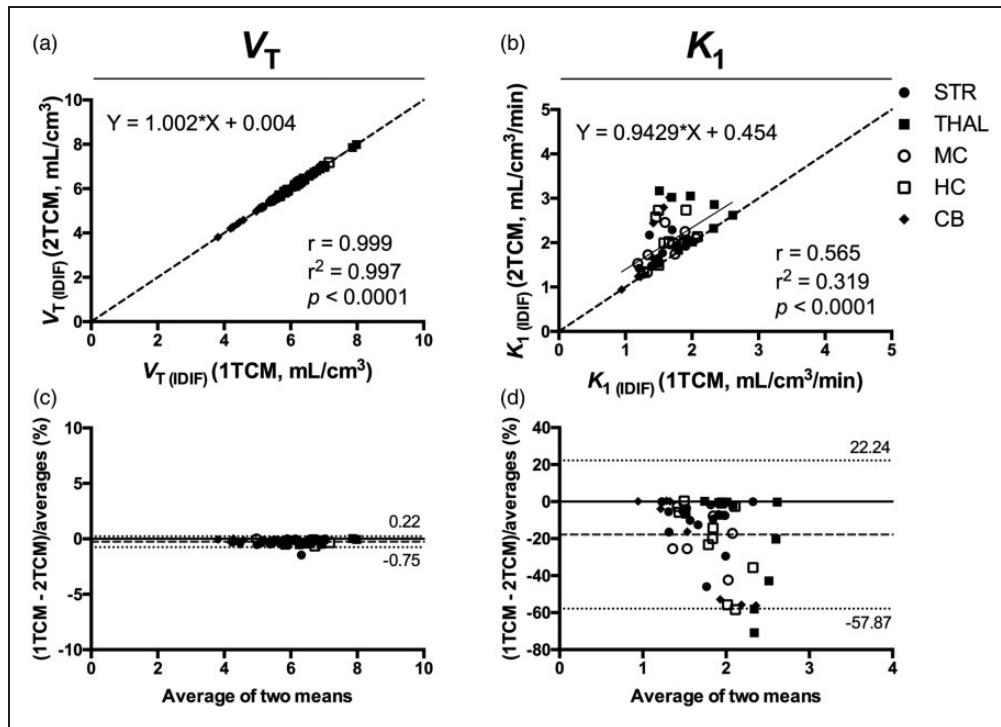 (a)
V_T
10
8
6
4
2
0
0
2
4
6
8
10
Y = 1.002*X + 0.004
r = 0.999
r² = 0.997
p < 0.0001
V_T (IDIF) (2TCM, mL/cm³)
V_T (IDIF) (1TCM, mL/cm³)
(b)
K₁
5
4
3
2
1
0
0
1
2
3
4
5
Y = 0.9429*X + 0.454
r = 0.565
r² = 0.319
p < 0.0001
K₁ (IDIF) (2TCM, mL/cm³/min)
K₁ (IDIF) (1TCM, mL/cm³/min)
STR
THAL
MC
HC
CB
(c)
10
5
0
-5
-10
0
2
4
6
8
10
0.22
-0.75
(1TCM - 2TCM)/averages (%)
Average of two means
(d)
40
20
0
-20
-40
-60
-80
0
1
2
3
4
22.24
-57.87
(1TCM - 2TCM)/averages (%)
Average of two means